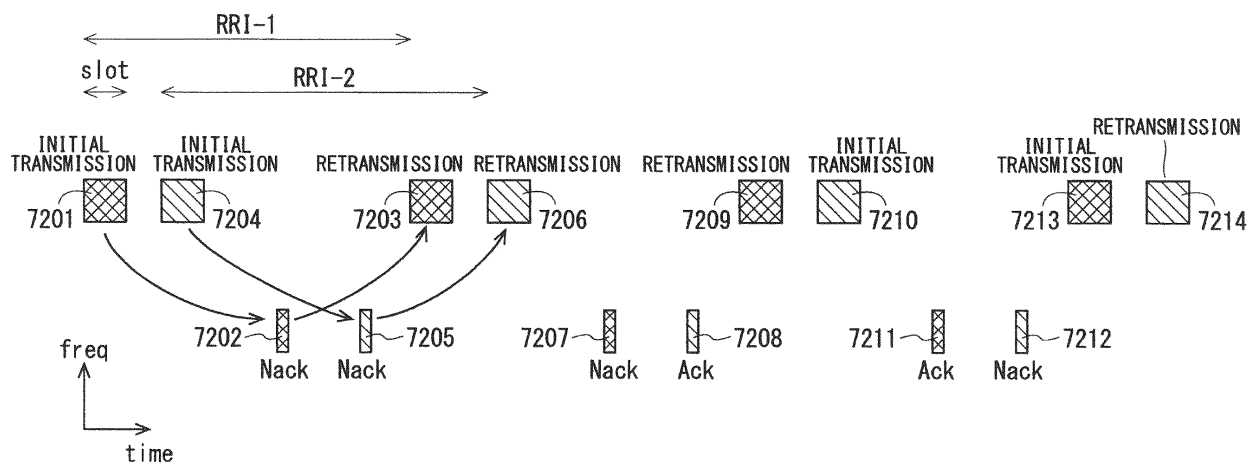 RRI-1
slot
RRI-2
INITIAL
TRANSMISSION
INITIAL
TRANSMISSION
RETRANSMISSION
RETRANSMISSION
RETRANSMISSION
INITIAL
TRANSMISSION
INITIAL
TRANSMISSION
RETRANSMISSION
7201
7204
7203
7206
7209
7210
7213
7214
7202
7205
7207
7208
7211
7212
Nack
Nack
Nack
Ack
Ack
Nack
freq
time